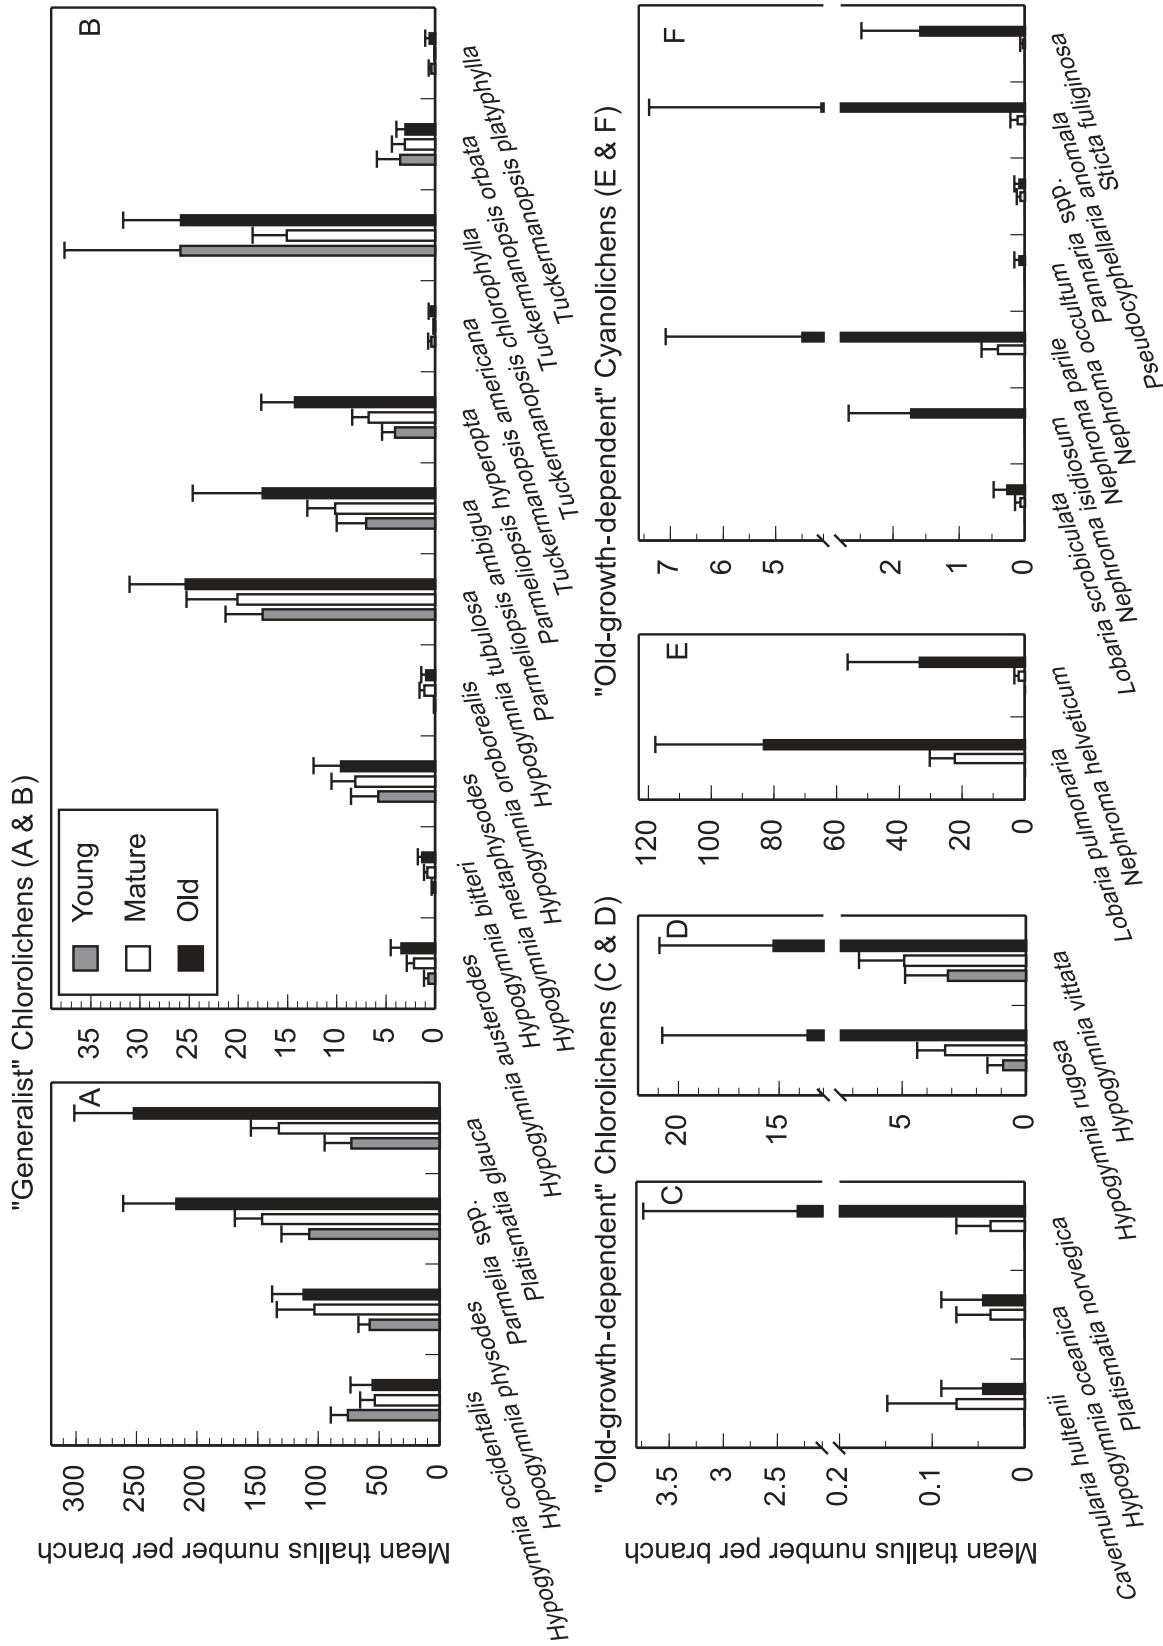 "Generalist" Chlorolichens (A & B)
Mean thallus number per branch
300
250
200
150
100
50
0
A
Hypogymnia occidentalis
Hypogymnia physodes
Parmelia spp.
Platismatia glauca
35
30
25
20
15
10
5
0
Young
Mature
Old
B
Hypogymnia austerodes
Hypogymnia bitteri
Hypogymnia metaphysodes
Hypogymnia oroborealis
Hypogymnia tubulosa
Parmeliopsis ambigua
Parmeliopsis hyperopta
Tuckermanopsis americana
Tuckermanopsis chlorophylla
Tuckermanopsis orbata
Tuckermanopsis platyphylla
"Old-growth-dependent" Chlorolichens (C & D)
Mean thallus number per branch
3.5
3
2.5
0.2
0.1
0
C
Cavernularia hultenii
Hypogymnia oceanica
Platismatia norvegica
20
15
5
0
D
Hypogymnia rugosa
Hypogymnia vittata
"Old-growth-dependent" Cyanolichens (E & F)
120
100
80
60
40
20
0
E
Lobaria pulmonaria
Nephroma helveticum
7
6
5
2
1
0
F
Lobaria scrobiculata
Nephroma isidiosum
Nephroma parile
Nephroma occultum
Pannaria spp.
Pseudocyphellaria anomala
Sticta fuliginosa